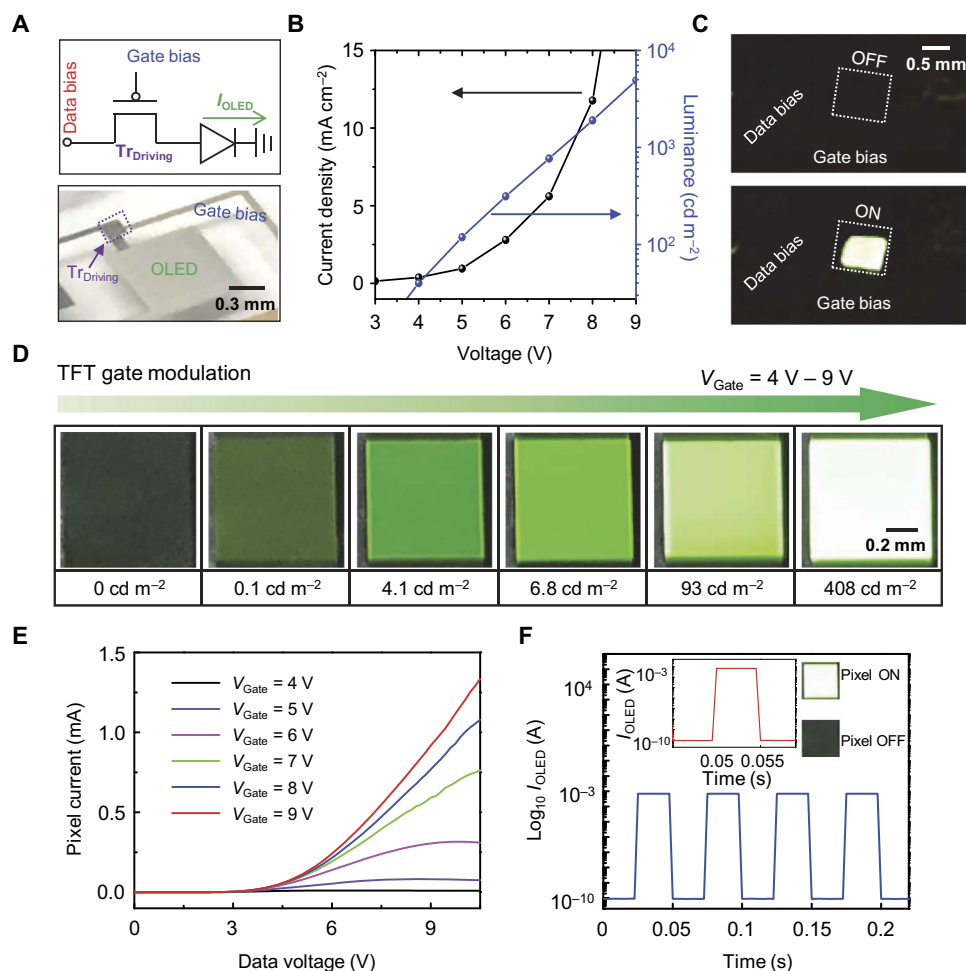 A
Gate bias
Data bias
I_OLED
Tr_Driving
Gate bias
Tr_Driving
OLED
0.3 mm
B
Current density (mA cm⁻²)
15
10
5
0
3 4 5 6 7 8 9
Voltage (V)
10⁴
10³
10²
Luminance (cd m⁻²)
C
OFF
0.5 mm
Data bias
Gate bias
ON
Data bias
Gate bias
D
TFT gate modulation
V_Gate = 4 V – 9 V
0.2 mm
0 cd m⁻² 0.1 cd m⁻² 4.1 cd m⁻² 6.8 cd m⁻² 93 cd m⁻² 408 cd m⁻²
E
Pixel current (mA)
1.5
1.0
0.5
0.0
V_Gate = 4 V
V_Gate = 5 V
V_Gate = 6 V
V_Gate = 7 V
V_Gate = 8 V
V_Gate = 9 V
0 3 6 9
Data voltage (V)
F
Log₁₀ I_OLED (A)
10⁴
10⁻³
10⁻¹⁰
I_OLED (A)
10⁻³
10⁻¹⁰
0.05 0.055
Time (s)
Pixel ON
Pixel OFF
0 0.05 0.1 0.15 0.2
Time (s)